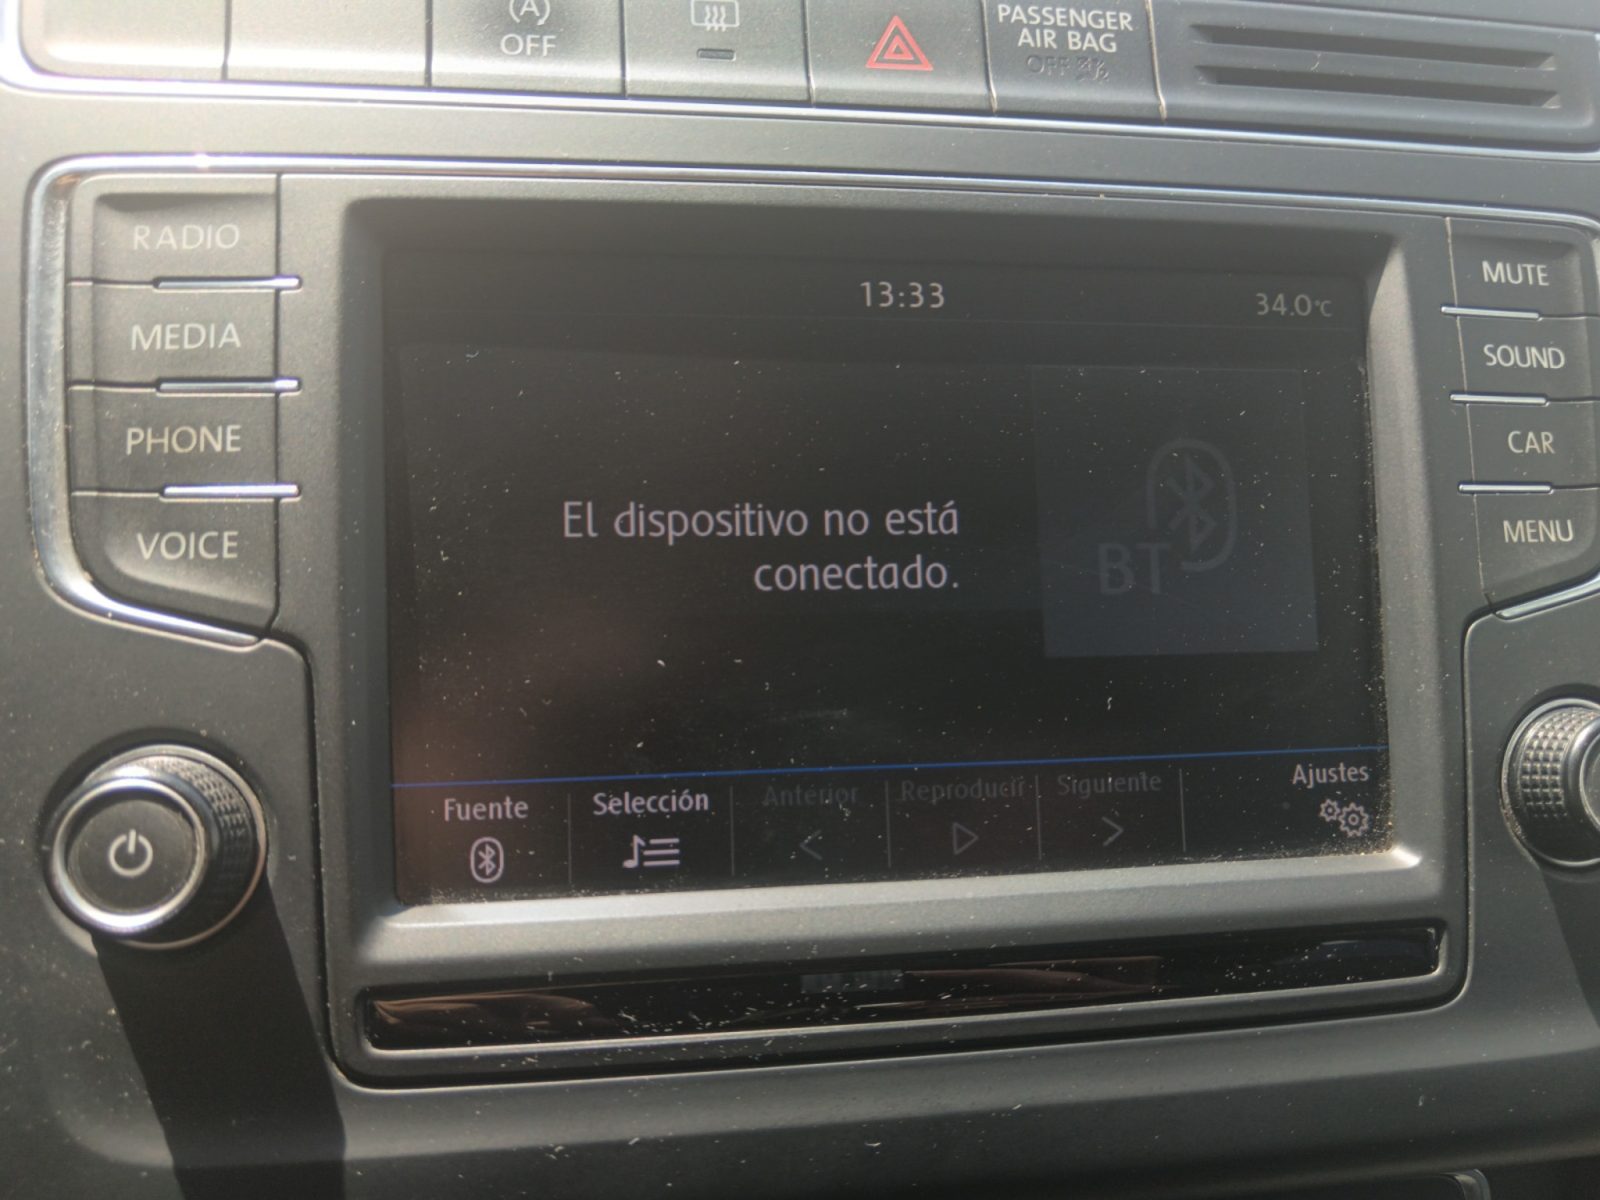 (A)
OFF
PASSENGER
AIR BAG
OFF
RADIO
MEDIA
PHONE
VOICE
13:33
34.0°C
El dispositivo no está
conectado.
BT
Fuente
Selección
Anterior
Reproducir
Siguiente
Ajustes
MUTE
SOUND
CAR
MENU